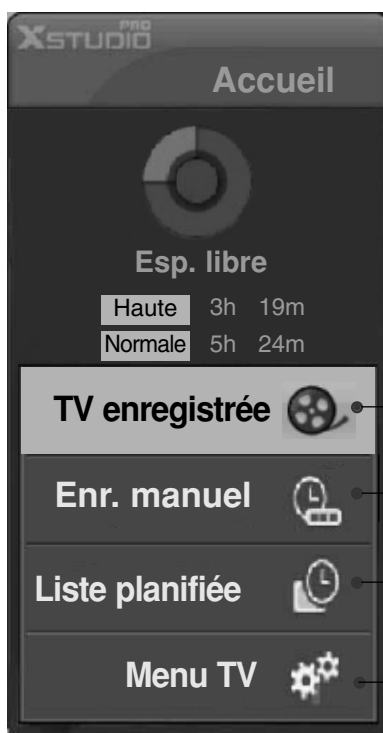 XSTUDIO PRO
Accueil
Esp. libre
Haute 3h 19m
Normale 5h 24m
TV enregistrée
Enr. manuel
Liste planifiée
Menu TV